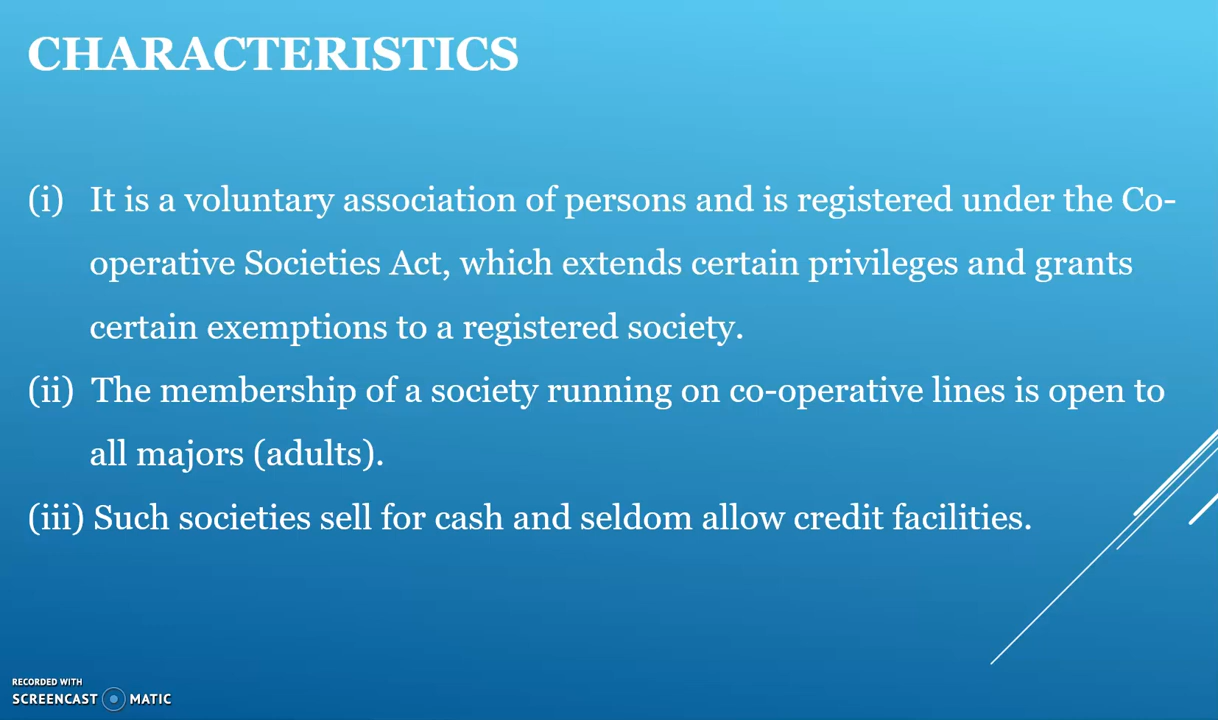 CHARACTERISTICS
(i) It is a voluntary association of persons and is registered under the Co-
operative Societies Act, which extends certain privileges and grants
certain exemptions to a registered society.
(ii) The membership of a society running on co-operative lines is open to
all majors (adults).
(iii) Such societies sell for cash and seldom allow credit facilities.
RECORDED WITH
SCREENCAST MATIC